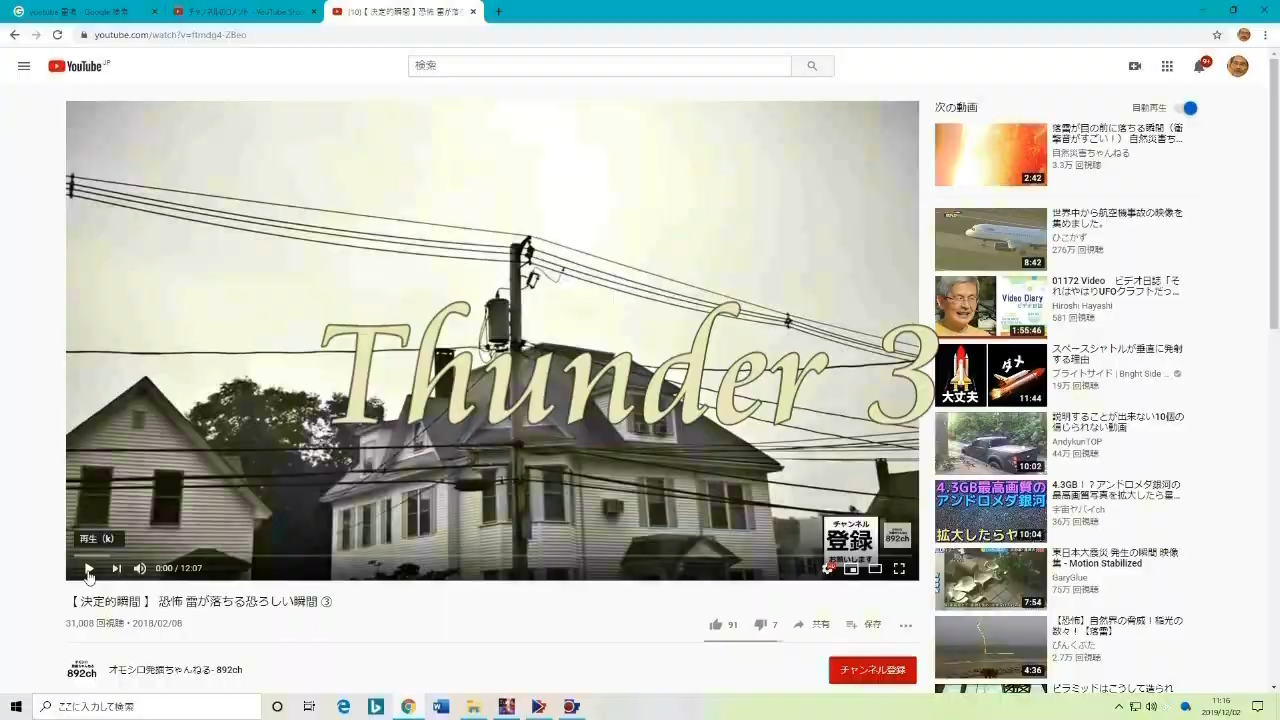 youtube 雷鳴 - Google 検索
チャンネルのコメント - YouTube Stu
(10)【 決定的瞬間 】 恐怖 雷が落ち
youtube.com/watch?v=ftmdg4-ZBeo
YouTube JP
検索
9+
Thunder 3
再生 (k)
チャンネル
登録
お願いします
892ch
0:00 / 12:07
【 決定的瞬間 】 恐怖 雷が落ちる恐ろしい瞬間 ③
31,008 回視聴・2018/02/08
91
7
共有
保存
892ch
オモシロ発掘ちゃんねる- 892ch
チャンネル登録
次の動画
自動再生
2:42
落雷が目の前に落ちる瞬間（衝
撃音がすごい！） 自然災害ち...
自然災害ちゃんねる
3.3万 回視聴
8:42
世界中から航空機事故の映像を
集めました。
ひこかず
276万 回視聴
Video Diary
1:55:46
01172 Video ビデオ日誌「そ
れはやはりUFOクラフトだっ...
Hiroshi Hayashi
581 回視聴
大丈夫
ダメ
11:44
スペースシャトルが垂直に発射
する理由
ブライトサイド | Bright Side ...
19万 回視聴
10:02
説明することが出来ない10個の
信じられない動画
AndykunTOP
44万 回視聴
4.3GB最高画質の
アンドロメダ銀河
拡大したらヤ
10:04
4.3GB！？アンドロメダ銀河の
最高画質写真を拡大したら星...
宇宙ヤバイch
36万 回視聴
7:54
東日本大震災 発生の瞬間 映像
集 - Motion Stabilized
GaryGlue
75万 回視聴
4:36
【恐怖】自然界の脅威！稲光の
数々！【落雷】
ぴんくぶた
2.7万 回視聴
ピラミッドはこうして造られ
ここに入力して検索
11:16
2019/12/02